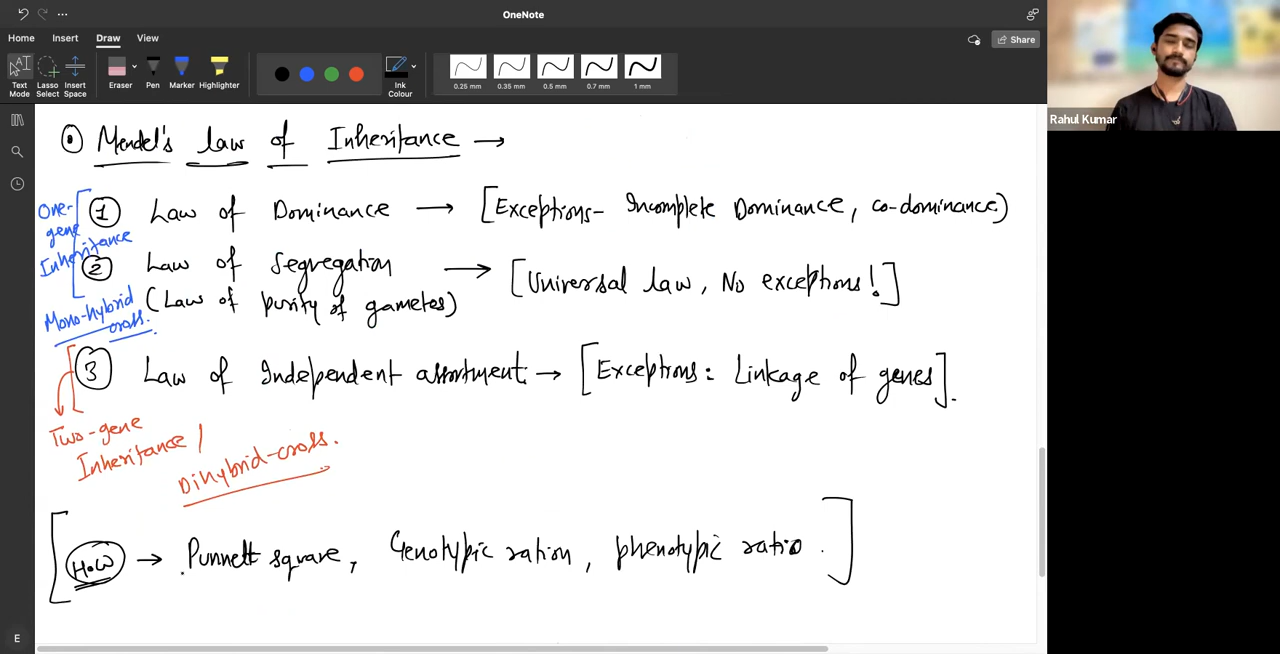 OneNote
Home Insert Draw View
Share
Text Mode
Lasso Select
Insert Space
Eraser
Pen
Marker
Highlighter
Ink Colour
0.25 mm
0.35 mm
0.5 mm
0.7 mm
1 mm
Rahul Kumar
Mendel's law of Inheritance →
One-gene Inheritance
Mono-hybrid cross.
1 Law of Dominance → [Exceptions- Incomplete Dominance, co-dominance)
2 Law of Segregation → [Universal law, No exceptions!]
(Law of purity of gametes)
3 Law of Independent assortment: → [Exceptions: Linkage of genes].
Two-gene
Inheritance /
Dihybrid-cross.
[H.W → Punnett square, Genotypic ration, phenotypic ratio.]
E